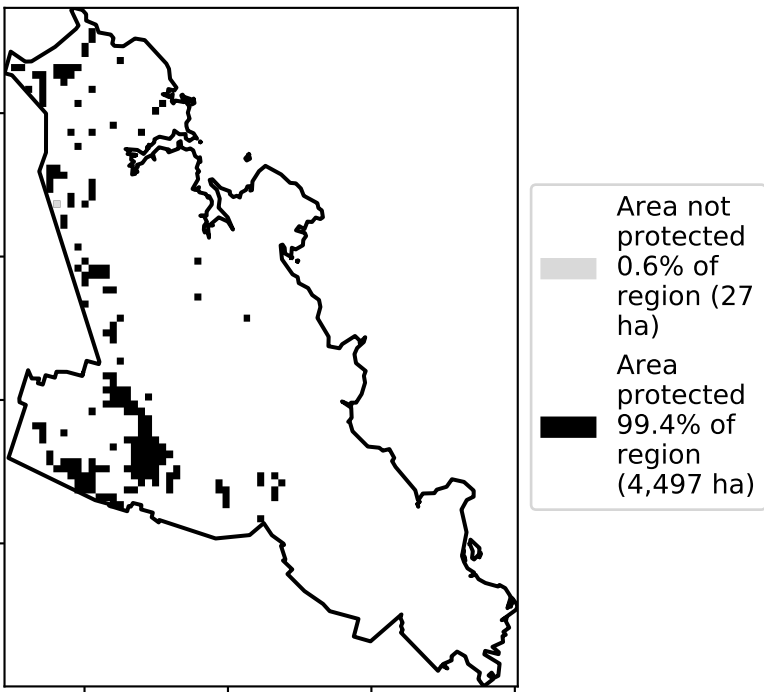 Area not
protected
0.6% of
region (27
ha)
Area
protected
99.4% of
region
(4,497 ha)